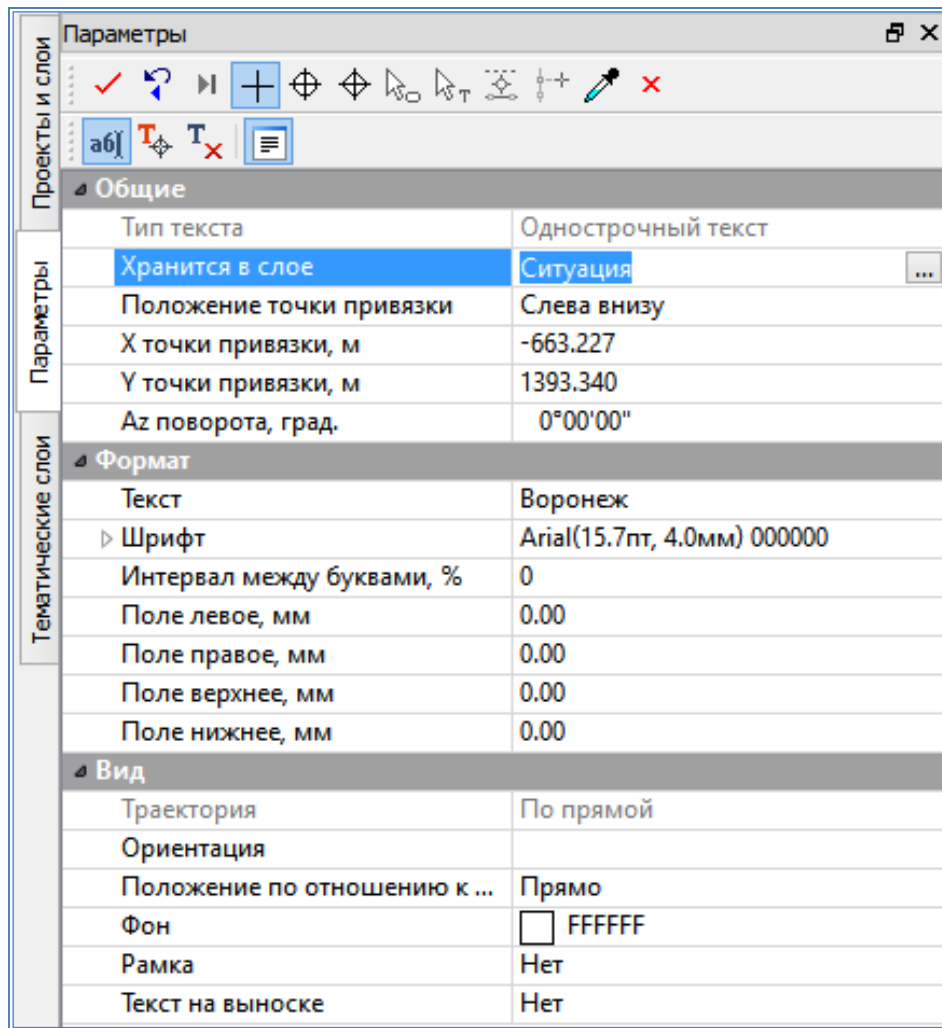 Параметры
абв
T T
Общие
Тип текста Однострочный текст
Хранится в слое Ситуация ...
Положение точки привязки Слева внизу
X точки привязки, м -663.227
Y точки привязки, м 1393.340
Az поворота, град. 0°00'00"
Формат
Текст Воронеж
Шрифт Arial(15.7пт, 4.0мм) 000000
Интервал между буквами, % 0
Поле левое, мм 0.00
Поле правое, мм 0.00
Поле верхнее, мм 0.00
Поле нижнее, мм 0.00
Вид
Траектория По прямой
Ориентация
Положение по отношению к ... Прямо
Фон FFFFFF
Рамка Нет
Текст на выноске Нет
Проекты и слои
Параметры
Тематические слои